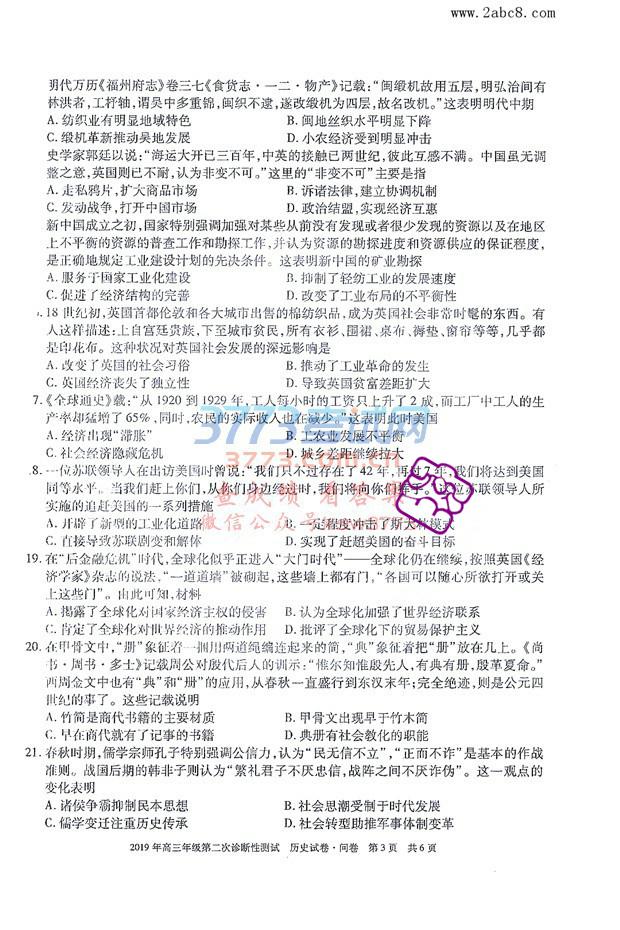 www.2abc8.com
明代万历《福州府志》卷三七《食货志·一二·物产》记载:“闽缎机故用五层,明弘治间有
林洪者,工杼轴,谓吴中多重锦,闽织不逮,遂改缎机为四层,故名改机。”这表明明代中期
A. 纺织业有明显地域特色 B. 闽地丝织水平明显下降
C. 缎机革新推动吴地发展 D. 小农经济受到明显冲击
史学家郭廷以说:“海运大开已三百年,中英的接触已两世纪,彼此互感不满。中国虽无调
整之意,英国则已不耐,认为非变不可。”这里的“非变不可”主要是指
A. 走私鸦片,扩大商品市场 B. 诉诸法律,建立协调机制
C. 发动战争,打开中国市场 D. 政治结盟,实现经济互惠
新中国成立之初,国家特别强调加强对某些从前没有发现或者很少发现的资源以及在地区
上不平衡的资源的普查工作和勘探工作,并认为资源的勘探进度和资源供应的保证程度,
是正确地规定工业建设计划的先决条件。这表明新中国的矿业勘探
A. 服务于国家工业化建设 B. 抑制了轻纺工业的发展速度
C. 促进了经济结构的完善 D. 改变了工业布局的不平衡性
18 世纪初,英国首都伦敦和各大城市出售的棉纺织品,成为英国社会非常时髦的东西。有
人这样描述:上自宫廷贵族,下至城市贫民,所有衣衫、围裙、桌布、褥垫、窗帘等等,几乎都
是印花布。这种状况对英国社会发展的深远影响是
A. 改变了英国的社会习俗 B. 推动了工业革命的发生
C. 英国经济丧失了独立性 D. 导致英国贫富差距扩大
7. 《全球通史》载:“从 1920 到 1929 年,工人每小时的工资只上升了 2 成,而工厂中工人的生
产率却猛增了 65%,同时,农民的实际收入也在减少。”这表明此时美国
A. 经济出现“滞胀” B. 工农业发展不平衡
C. 社会经济隐藏危机 D. 城乡差距继续拉大
8. 一位苏联领导人在出访美国时曾说:“我们只不过存在了 42 年,再过 7 年,我们将达到美国
同等水平。当我们赶上你们,从你们身边经过时,我们将向你们挥手。”这位苏联领导人所
实施的追赶美国的一系列措施
A. 开辟了新型的工业化道路 B. 一定程度冲击了斯大林模式
C. 直接导致苏联剧变和解体 D. 实现了赶超美国的奋斗目标
19. 在“后金融危机”时代,全球化似乎正进入“大门时代”——全球化仍在继续,按照英国《经
济学家》杂志的说法,“一道道墙”被砌起,这些墙上都有门。“各国可以随心所欲打开或关
上这些门”。由此可知,材料
A. 揭露了全球化对国家经济主权的侵害 B. 认为全球化加强了世界经济联系
C. 肯定了全球化对世界经济的推动作用 D. 批评了全球化下的贸易保护主义
20. 在甲骨文中,“册”象征着一捆用两道绳编连起来的简,“典”象征着把“册”放在几上。《尚
书·周书·多士》记载周公对殷代后人的训示:“惟尔知惟殷先人,有典有册,殷革夏命。”
西周金文中也有“典”和“册”的应用,从春秋一直盛行到东汉末年;完全绝迹,则是公元四
世纪的事了。这些记载说明
A. 竹简是商代书籍的主要材质 B. 甲骨文出现早于竹木简
C. 早在商代就有了记事的书籍 D. 典册有社会教化的职能
21. 春秋时期,儒学宗师孔子特别强调公信力,认为“民无信不立”,“正而不诈”是基本的作战
准则。战国后期的韩非子则认为“繁礼君子不厌忠信,战阵之间不厌诈伪”。这一观点的
变化表明
A. 诸侯争霸抑制民本思想 B. 社会思潮受制于时代发展
C. 儒学变迁注重历史传承 D. 社会转型助推军事体制变革
2019 年高三年级第二次诊断性测试 历史试卷·问卷 第 3 页 共 6 页
3773考试网
3773.com.cn
查成绩 看答案
微信公众号